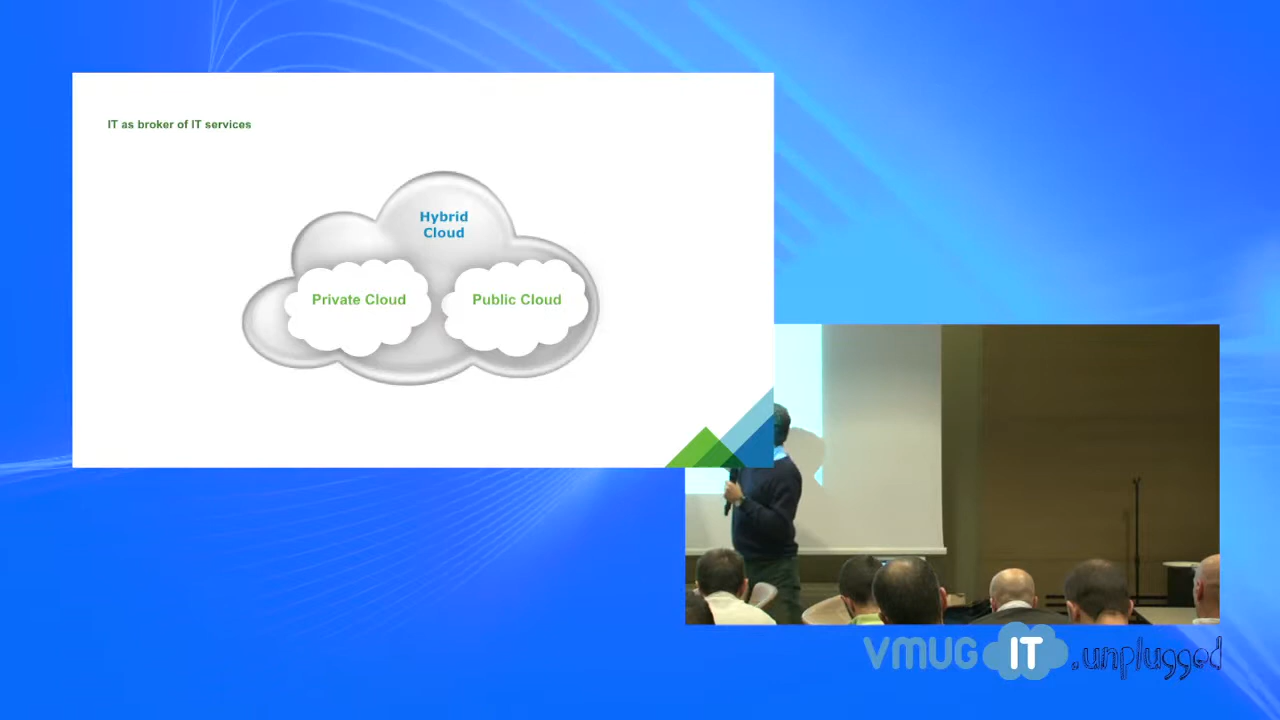 IT as broker of IT services
Hybrid
Cloud
Private Cloud
Public Cloud
VMUG IT .unplugged